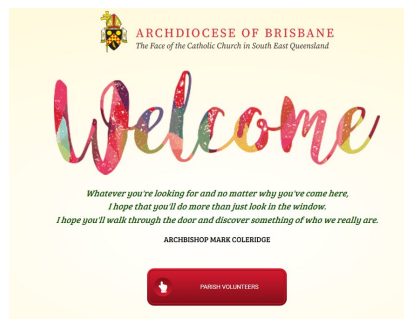 ARCHDIOCESE OF BRISBANE
The Face of the Catholic Church in South East Queensland
Welcome
Whatever you're looking for and no matter why you've come here,
I hope that you'll do more than just look in the window.
I hope you'll walk through the door and discover something of who we really are.
ARCHBISHOP MARK COLERIDGE
PARISH VOLUNTEERS